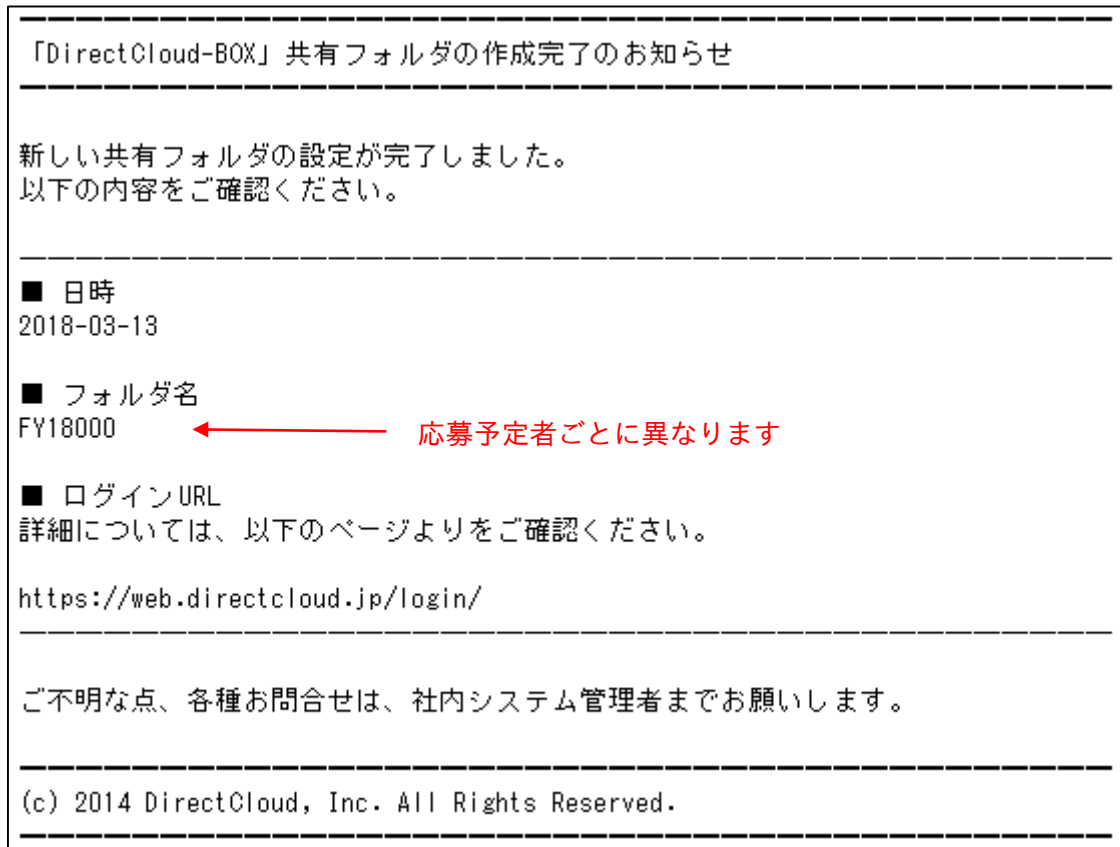 「DirectCloud-BOX」共有フォルダの作成完了のお知らせ
新しい共有フォルダの設定が完了しました。
以下の内容をご確認ください。
■ 日時
2018-03-13
■ フォルダ名
FY18000
応募予定者ごとに異なります
■ ログインURL
詳細については、以下のページよりをご確認ください。
https://web.directcloud.jp/login/
ご不明な点、各種お問合せは、社内システム管理者までお願いします。
(c) 2014 DirectCloud, Inc. All Rights Reserved.